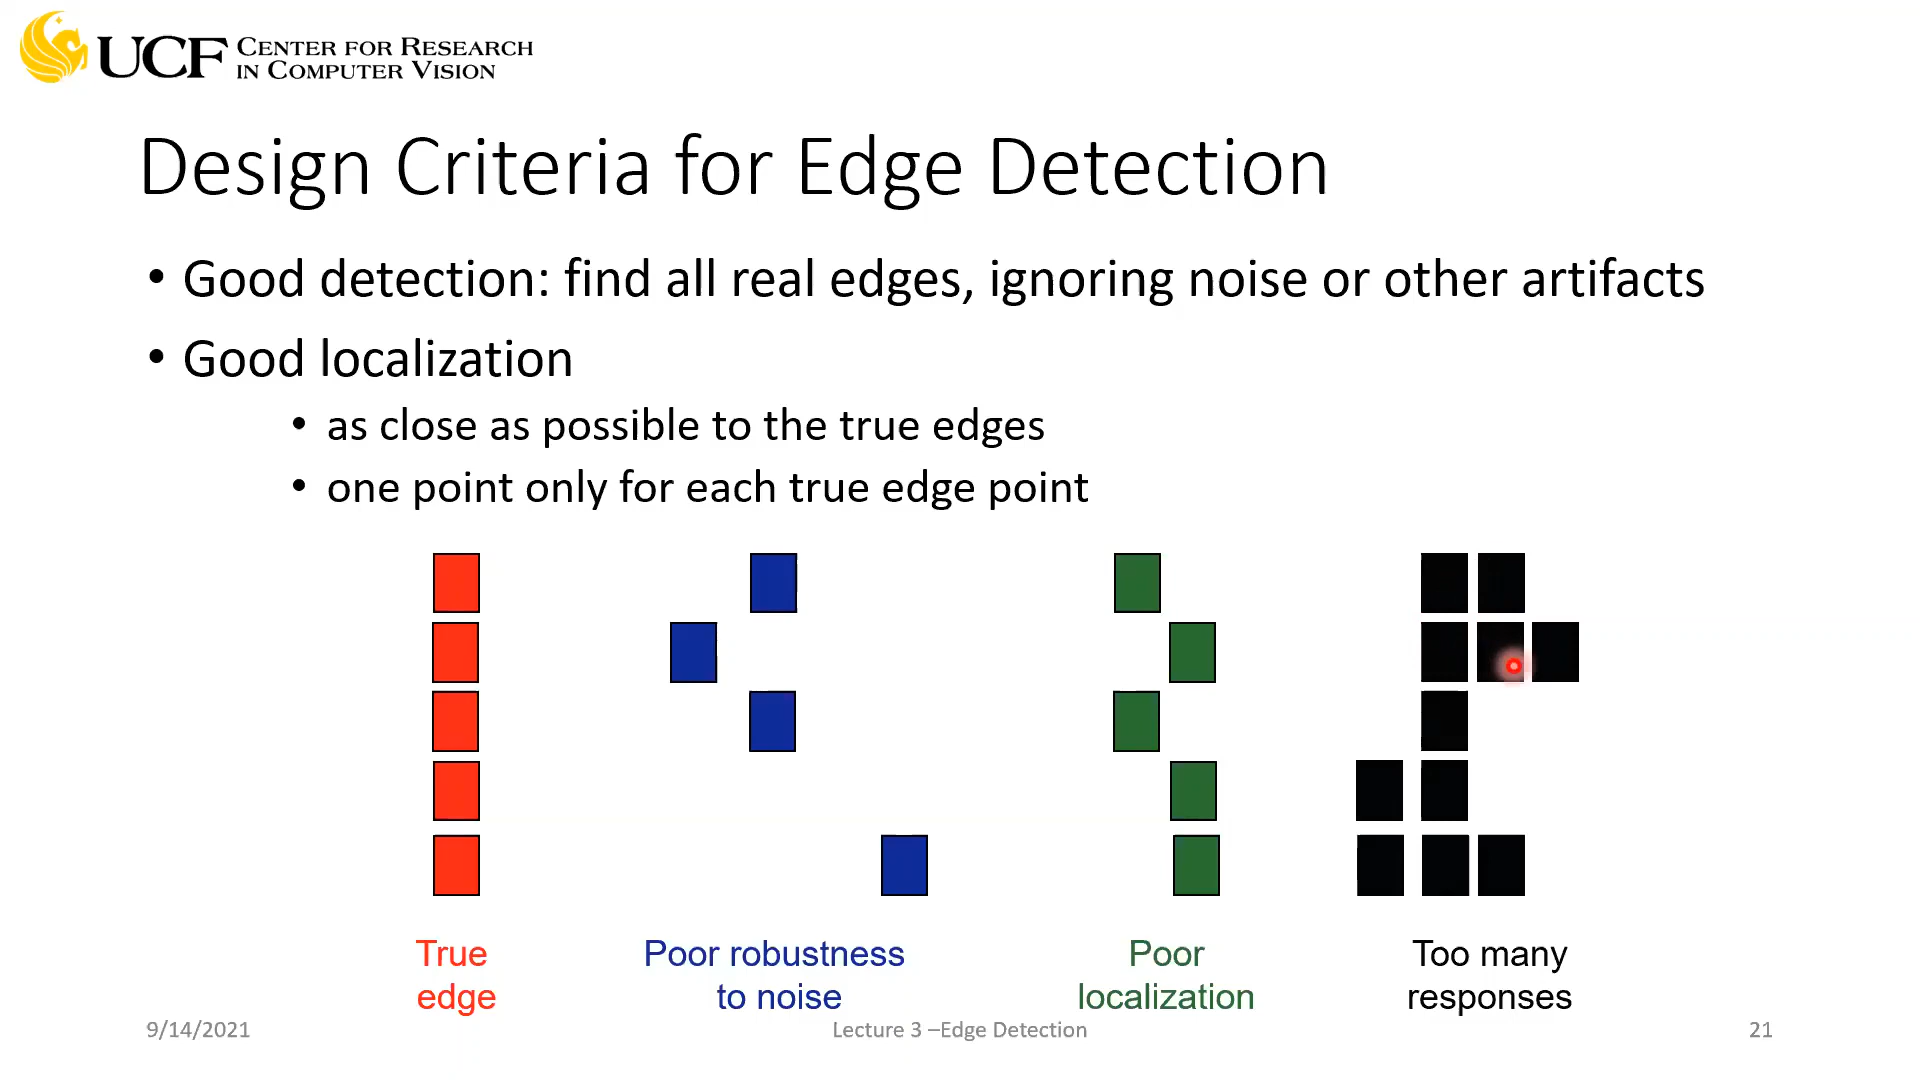 UCF CENTER FOR RESEARCH
IN COMPUTER VISION
Design Criteria for Edge Detection
• Good detection: find all real edges, ignoring noise or other artifacts
• Good localization
• as close as possible to the true edges
• one point only for each true edge point
True
edge
Poor robustness
to noise
Poor
localization
Too many
responses
9/14/2021
Lecture 3 –Edge Detection
21